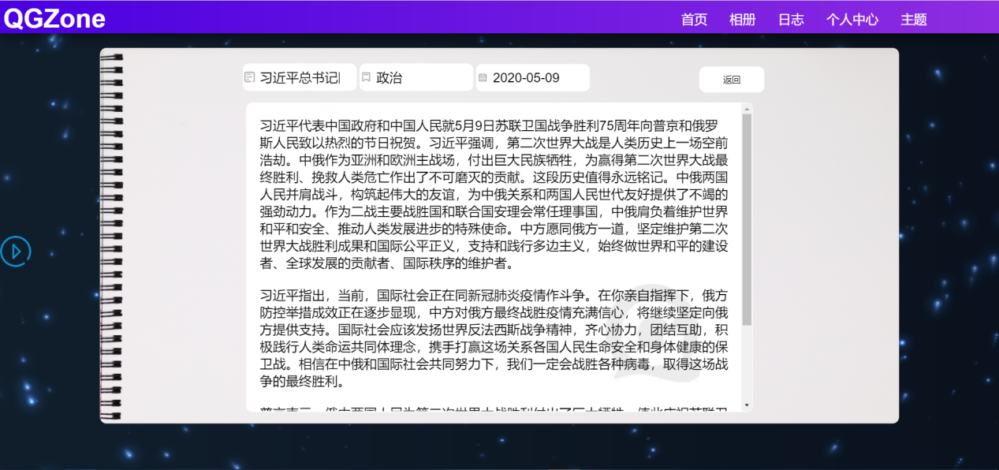 QGZone
首页 相册 日志 个人中心 主题
习近平总书记 政治 2020-05-09 返回
习近平代表中国政府和中国人民就5月9日苏联卫国战争胜利75周年向普京和俄罗
斯人民致以热烈的节日祝贺。习近平强调，第二次世界大战是人类历史上一场空前
浩劫。中俄作为亚洲和欧洲主战场，付出巨大民族牺牲，为赢得第二次世界大战最
终胜利、挽救人类危亡作出了不可磨灭的贡献。这段历史值得永远铭记。中俄两国
人民并肩战斗，构筑起伟大的友谊，为中俄关系和两国人民世代友好提供了不竭的
强劲动力。作为二战主要战胜国和联合国安理会常任理事国，中俄肩负着维护世界
和平和安全、推动人类发展进步的特殊使命。中方愿同俄方一道，坚定维护第二次
世界大战胜利成果和国际公平正义，支持和践行多边主义，始终做世界和平的建设
者、全球发展的贡献者、国际秩序的维护者。
习近平指出，当前，国际社会正在同新冠肺炎疫情作斗争。在你亲自指挥下，俄方
防控举措成效正在逐步显现，中方对俄方最终战胜疫情充满信心，将继续坚定向俄
方提供支持。国际社会应该发扬世界反法西斯战争精神，齐心协力，团结互助，积
极践行人类命运共同体理念，携手打赢这场关系各国人民生命安全和身体健康的保
卫战。相信在中俄和国际社会共同努力下，我们一定会战胜各种病毒，取得这场战
争的最终胜利。